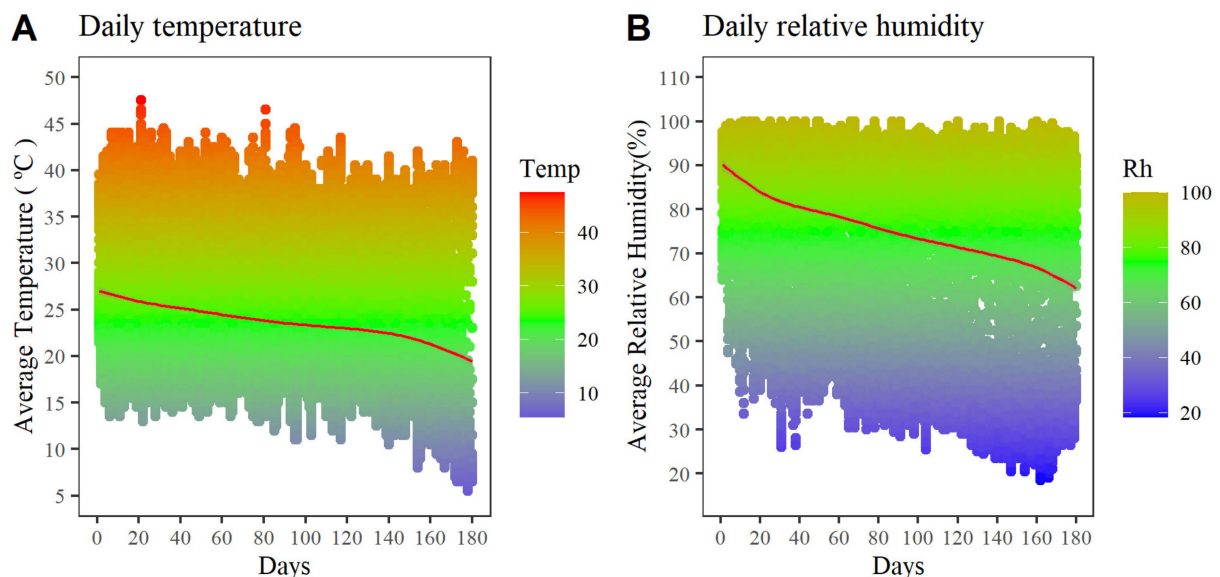 A Daily temperature
Average Temperature ( ºC )
50
45
40
35
30
25
20
15
10
5
0 20 40 60 80 100 120 140 160 180
Days
Temp
40
30
20
10
B Daily relative humidity
Average Relative Humidity(%)
110
100
90
80
70
60
50
40
30
20
0 20 40 60 80 100 120 140 160 180
Days
Rh
100
80
60
40
20